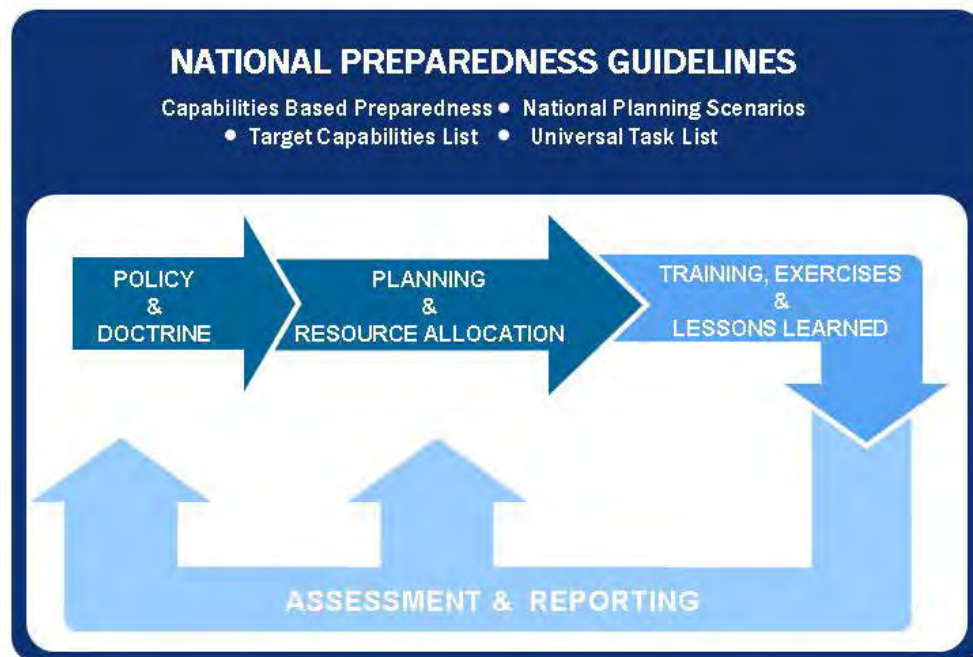 NATIONAL PREPAREDNESS GUIDELINES
Capabilities Based Preparedness ● National Planning Scenarios
● Target Capabilities List ● Universal Task List
POLICY
&
DOCTRINE
PLANNING
&
RESOURCE ALLOCATION
TRAINING, EXERCISES
&
LESSONS LEARNED
ASSESSMENT & REPORTING